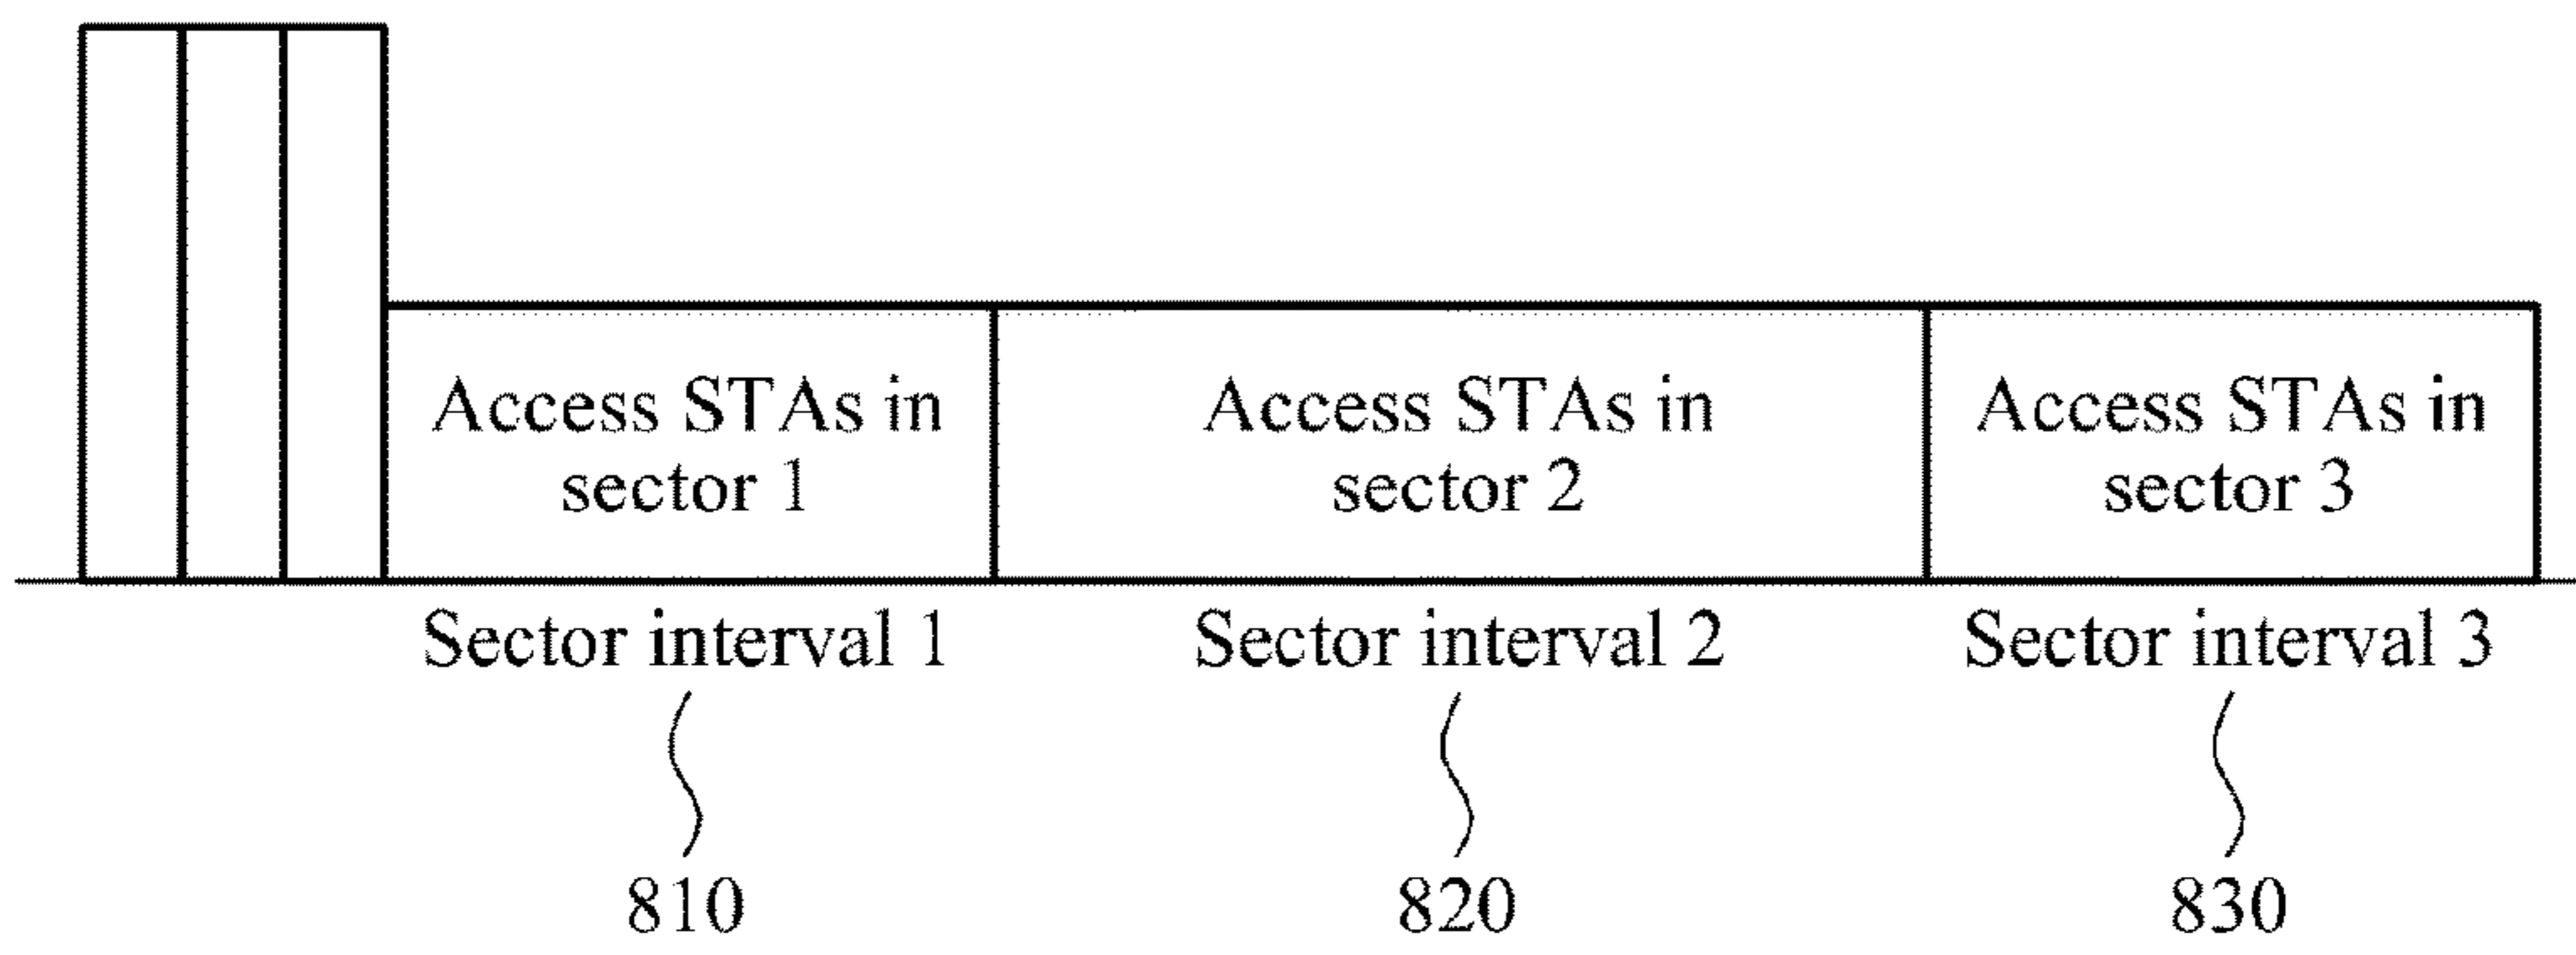 Access STAs in
sector 1
Access STAs in
sector 2
Access STAs in
sector 3
Sector interval 1
Sector interval 2
Sector interval 3
810
820
830